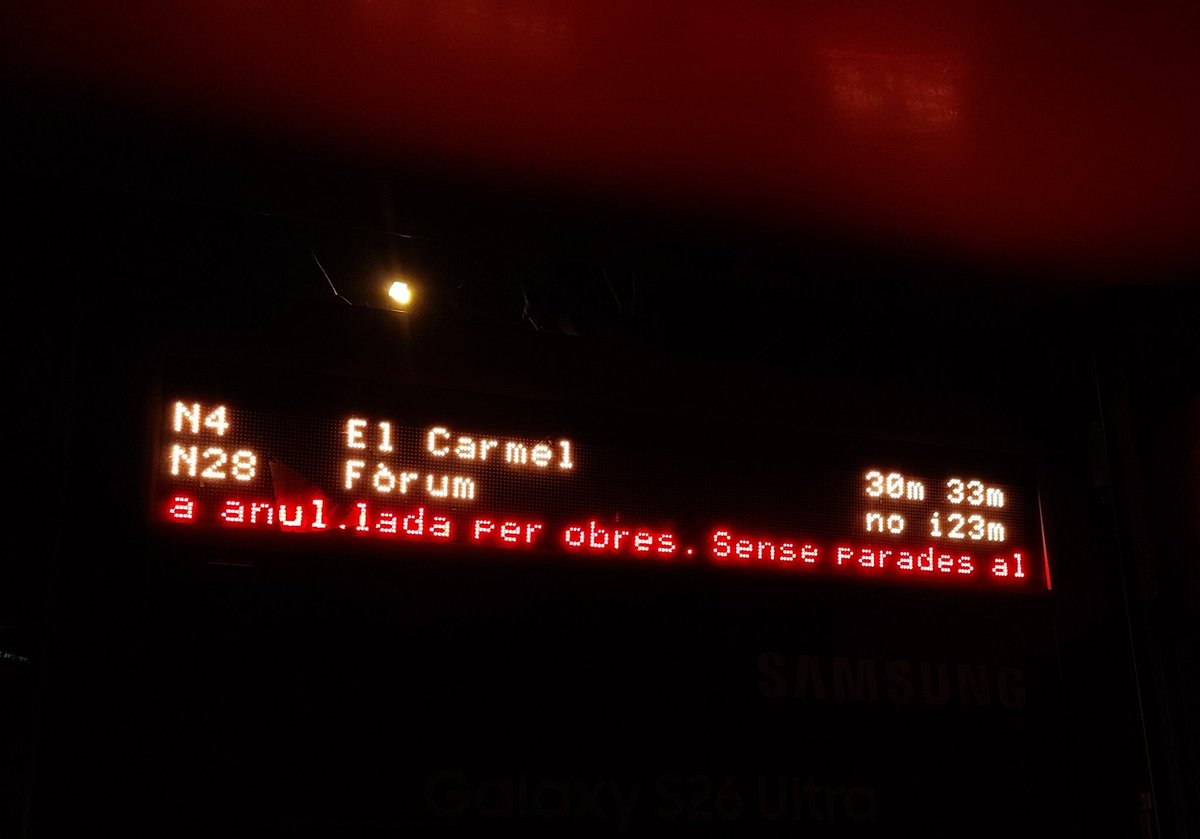 N4 El Carmel 30m 33m
N28 Fòrum no i23m
a anul.lada per obres. Sense parades al
SAMSUNG
Galaxy S26 Ultra